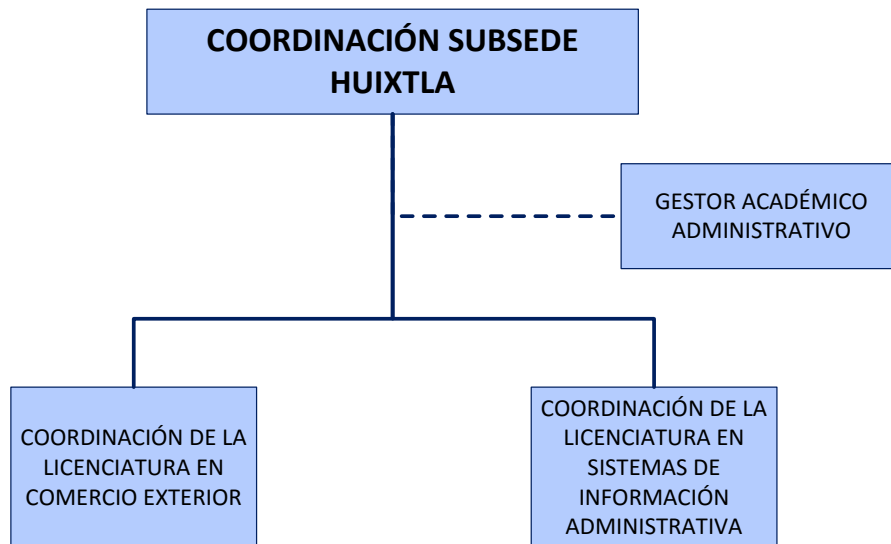 COORDINACIÓN SUBSEDE
HUIXTLA
GESTOR ACADÉMICO
ADMINISTRATIVO
COORDINACIÓN DE LA
LICENCIATURA EN
COMERCIO EXTERIOR
COORDINACIÓN DE LA
LICENCIATURA EN
SISTEMAS DE
INFORMACIÓN
ADMINISTRATIVA